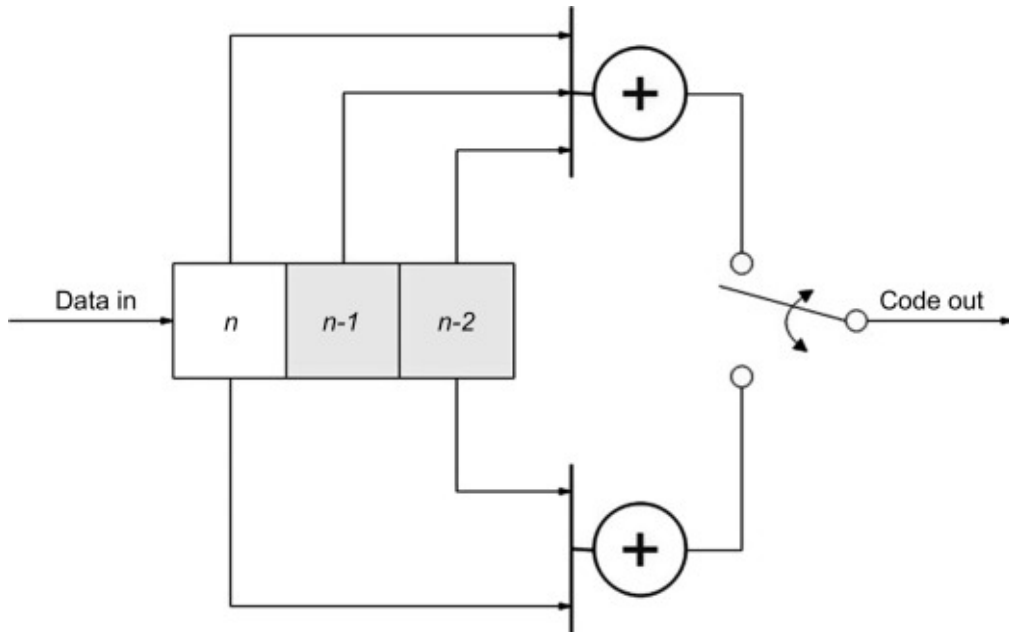 +
Data in
n
n-1
n-2
Code out
+